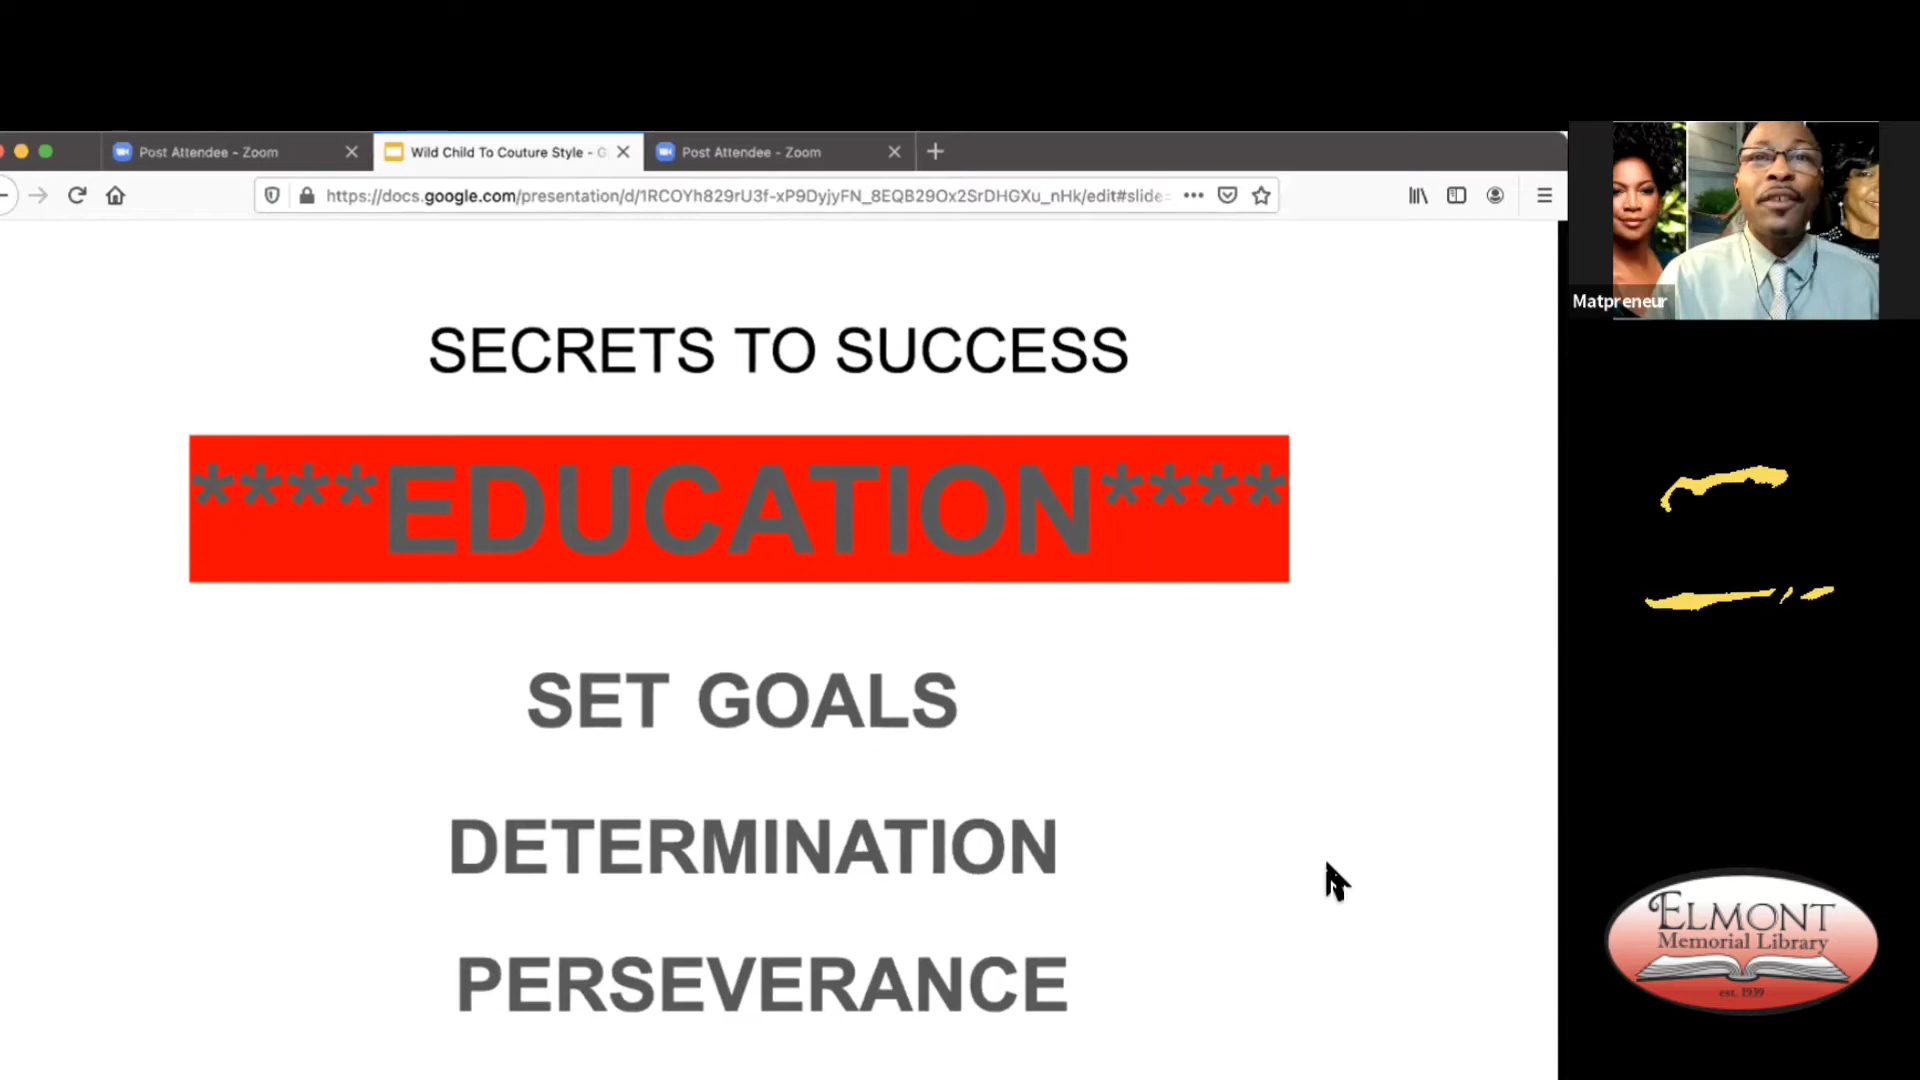 Post Attendee - Zoom
Wild Child To Couture Style - G
Post Attendee - Zoom
https://docs.google.com/presentation/d/1RCOYh829rU3f-xP9DyjyFN_8EQB29Ox2SrDHGXu_nHk/edit#slide=
Matpreneur
SECRETS TO SUCCESS
****EDUCATION****
SET GOALS
DETERMINATION
PERSEVERANCE
ELMONT
Memorial Library
est. 1939